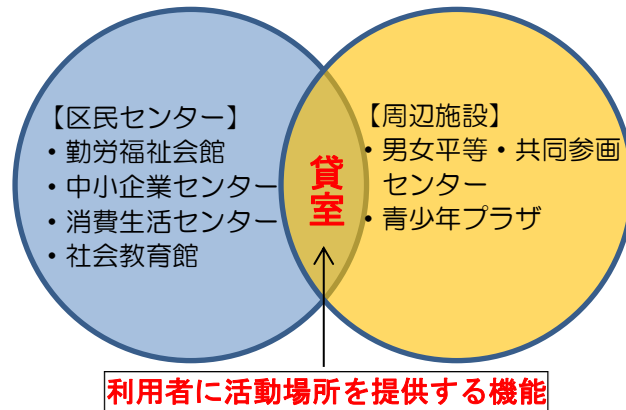 【区民センター】
・勤労福祉会館
・中小企業センター
・消費生活センター
・社会教育館
貸室
【周辺施設】
・男女平等・共同参画
センター
・青少年プラザ
利用者に活動場所を提供する機能